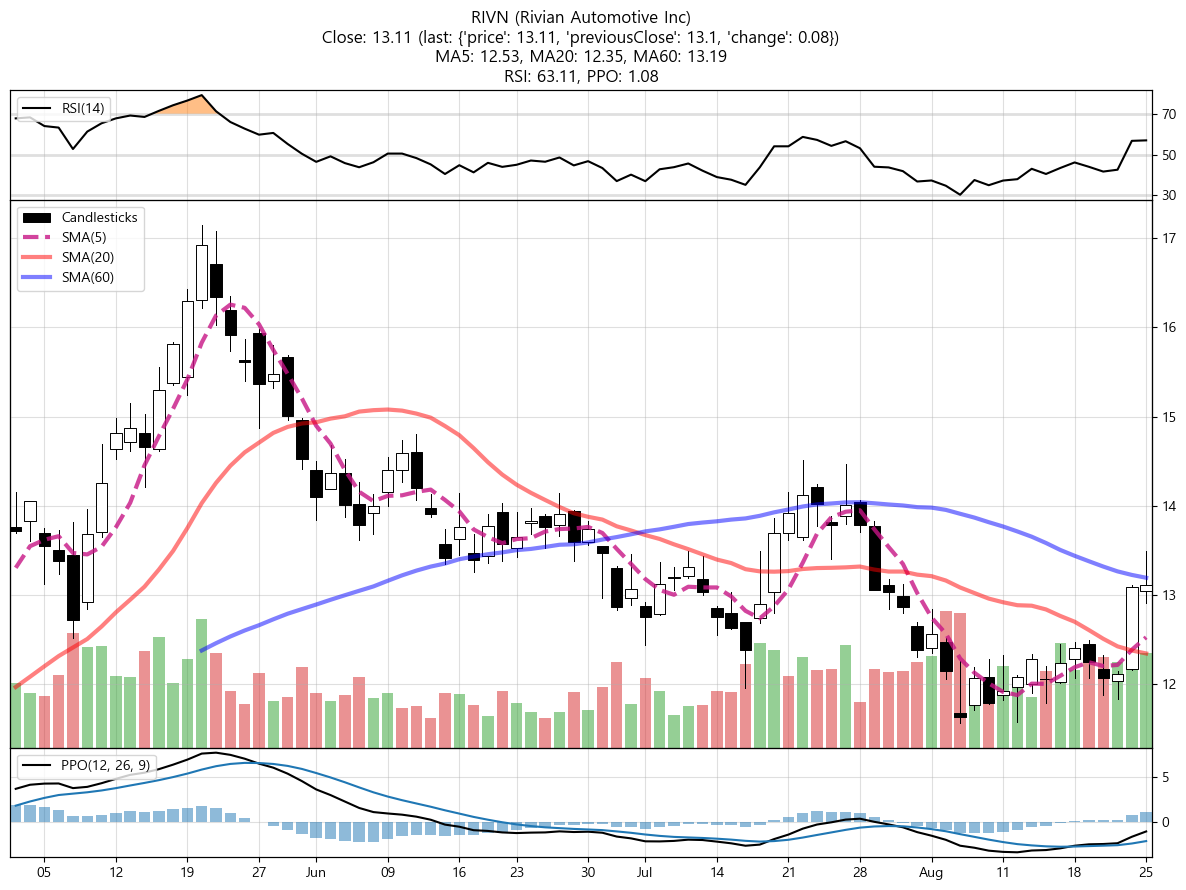 RIVN (Rivian Automotive Inc)
Close: 13.11 (last: {'price': 13.11, 'previousClose': 13.1, 'change': 0.08})
MA5: 12.53, MA20: 12.35, MA60: 13.19
RSI: 63.11, PPO: 1.08
RSI(14)
70
50
30
Candlesticks
SMA(5)
SMA(20)
SMA(60)
17
16
15
14
13
12
PPO(12, 26, 9)
5
0
05 12 19 27 Jun 09 16 23 30 Jul 14 21 28 Aug 11 18 25